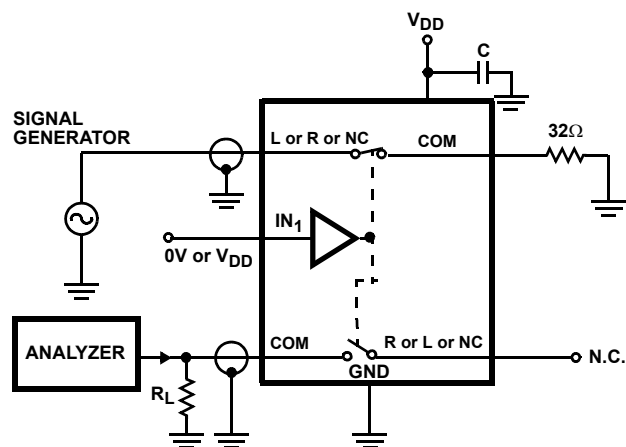 V_DD
C
SIGNAL
GENERATOR
L or R or NC
COM
32Ω
IN_1
0V or V_DD
ANALYZER
COM
R or L or NC
N.C.
GND
R_L